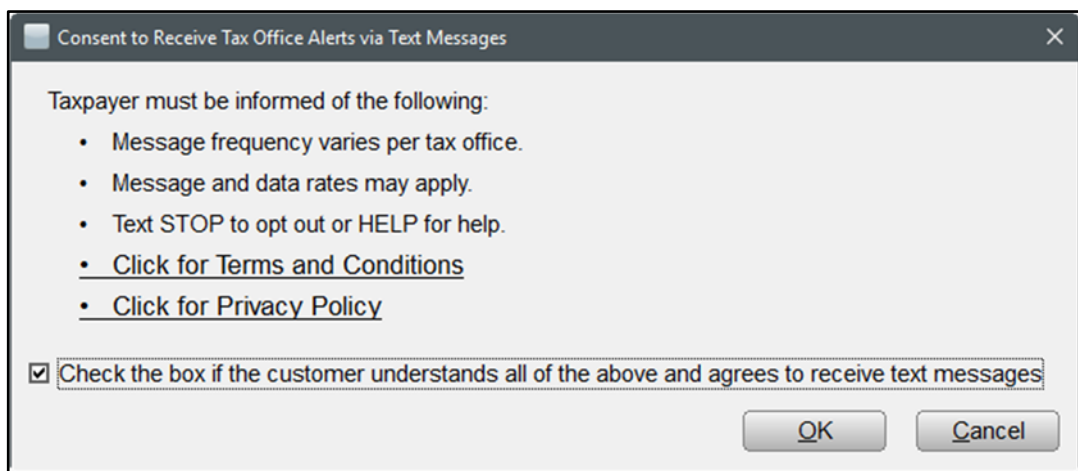 Consent to Receive Tax Office Alerts via Text Messages
Taxpayer must be informed of the following:
• Message frequency varies per tax office.
• Message and data rates may apply.
• Text STOP to opt out or HELP for help.
• Click for Terms and Conditions
• Click for Privacy Policy
Check the box if the customer understands all of the above and agrees to receive text messages
OK Cancel